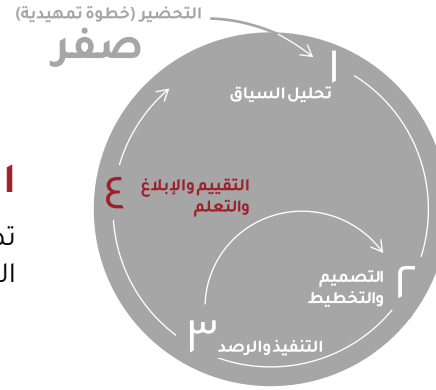 التحضير (خطوة تمهيدية)
صفر
١
تحليل السياق
التقييم والإبلاغ
والتعلم
٤
التصميم
والتخطيط
٢
٣
التنفيذ والرصد